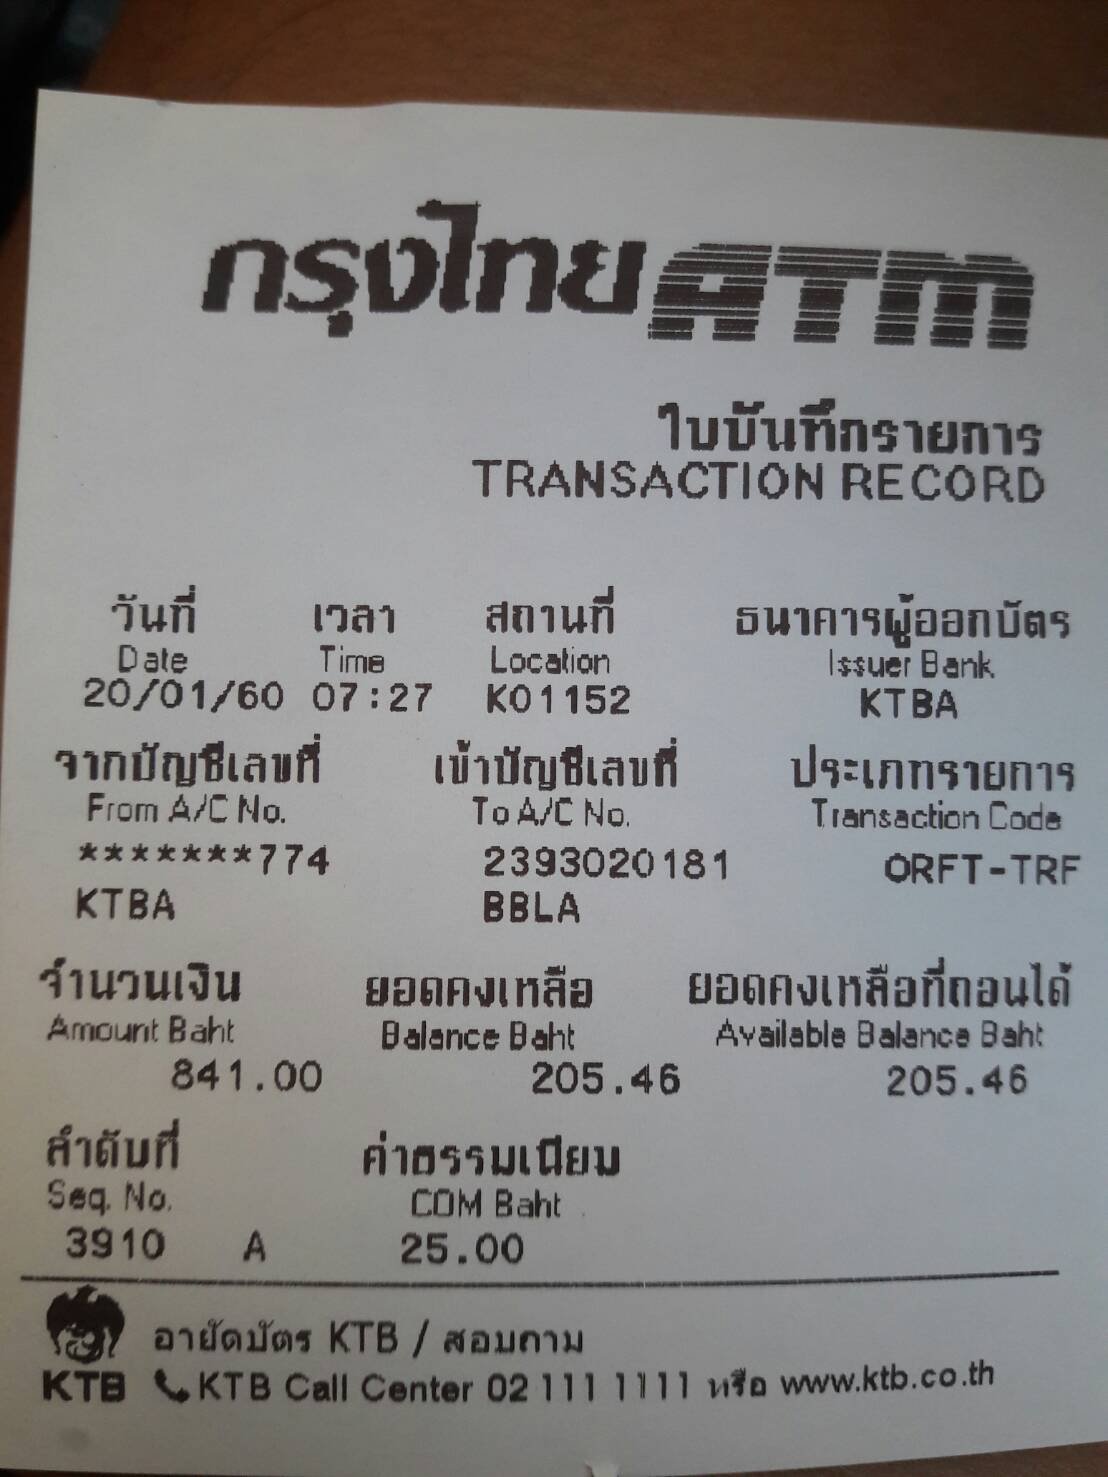 กรุงไทย ATM
ใบบันทึกรายการ
TRANSACTION RECORD
วันที่ เวลา สถานที่ ธนาคารผู้ออกบัตร
Date Time Location Issuer Bank
20/01/60 07:27 K01152 KTBA
จากบัญชีเลขที่ เข้าบัญชีเลขที่ ประเภทรายการ
From A/C No. To A/C No. Transaction Code
*******774 2393020181 ORFT-TRF
KTBA BBLA
จำนวนเงิน ยอดคงเหลือ ยอดคงเหลือที่ถอนได้
Amount Baht Balance Baht Available Balance Baht
841.00 205.46 205.46
ลำดับที่ ค่าธรรมเนียม
Seq. No. COM Baht
3910 A 25.00
อายัดบัตร KTB / สอบถาม
KTB KTB Call Center 02 111 1111 หรือ www.ktb.co.th